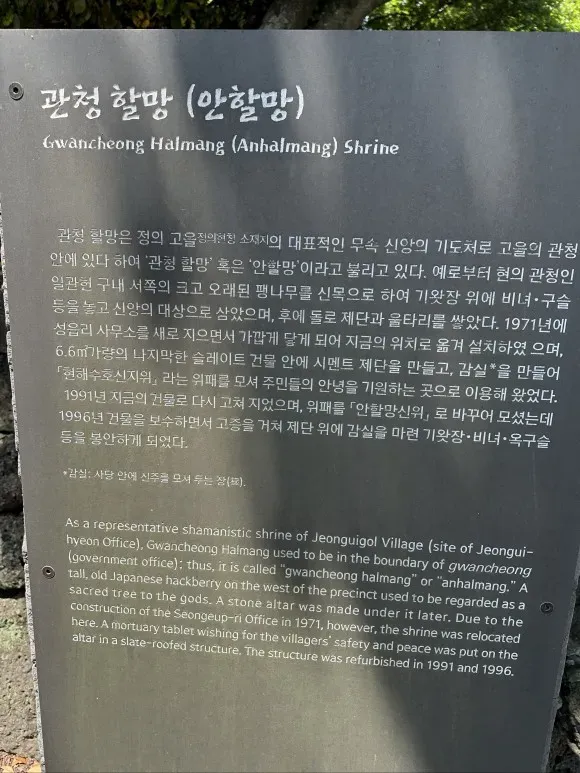 관청 할망 (안할망)
Gwancheong Halmang (Anhalmang) Shrine
관청 할망은 정의 고을정의현청 소재지의 대표적인 무속 신앙의 기도처로 고을의 관청
안에 있다 하여 '관청 할망' 혹은 '안할망'이라고 불리고 있다. 예로부터 현의 관청인
일관헌 구내 서쪽의 크고 오래된 팽나무를 신목으로 하여 기왓장 위에 비녀·구슬
등을 놓고 신앙의 대상으로 삼았으며, 후에 돌로 제단과 울타리를 쌓았다. 1971년에
성읍리 사무소를 새로 지으면서 가깝게 닿게 되어 지금의 위치로 옮겨 설치하였 으며,
6.6㎡가량의 나지막한 슬레이트 건물 안에 시멘트 제단을 만들고, 감실*을 만들어
「현해수호신지위」 라는 위패를 모셔 주민들의 안녕을 기원하는 곳으로 이용해 왔었다.
1991년 지금의 건물로 다시 고쳐 지었으며, 위패를 「안할망신위」 로 바꾸어 모셨는데
1996년 건물을 보수하면서 고증을 거쳐 제단 위에 감실을 마련 기왓장·비녀·옥구슬
등을 봉안하게 되었다.
*감실: 사당 안에 신주를 모셔 두는 장(欌).
As a representative shamanistic shrine of Jeonguigol Village (site of Jeongui-
hyeon Office), Gwancheong Halmang used to be in the boundary of gwancheong
(government office); thus, it is called "gwancheong halmang" or "anhalmang." A
tall, old Japanese hackberry on the west of the precinct used to be regarded as a
sacred tree to the gods. A stone altar was made under it later. Due to the
construction of the Seongeup-ri Office in 1971, however, the shrine was relocated
here. A mortuary tablet wishing for the villagers' safety and peace was put on the
altar in a slate-roofed structure. The structure was refurbished in 1991 and 1996.